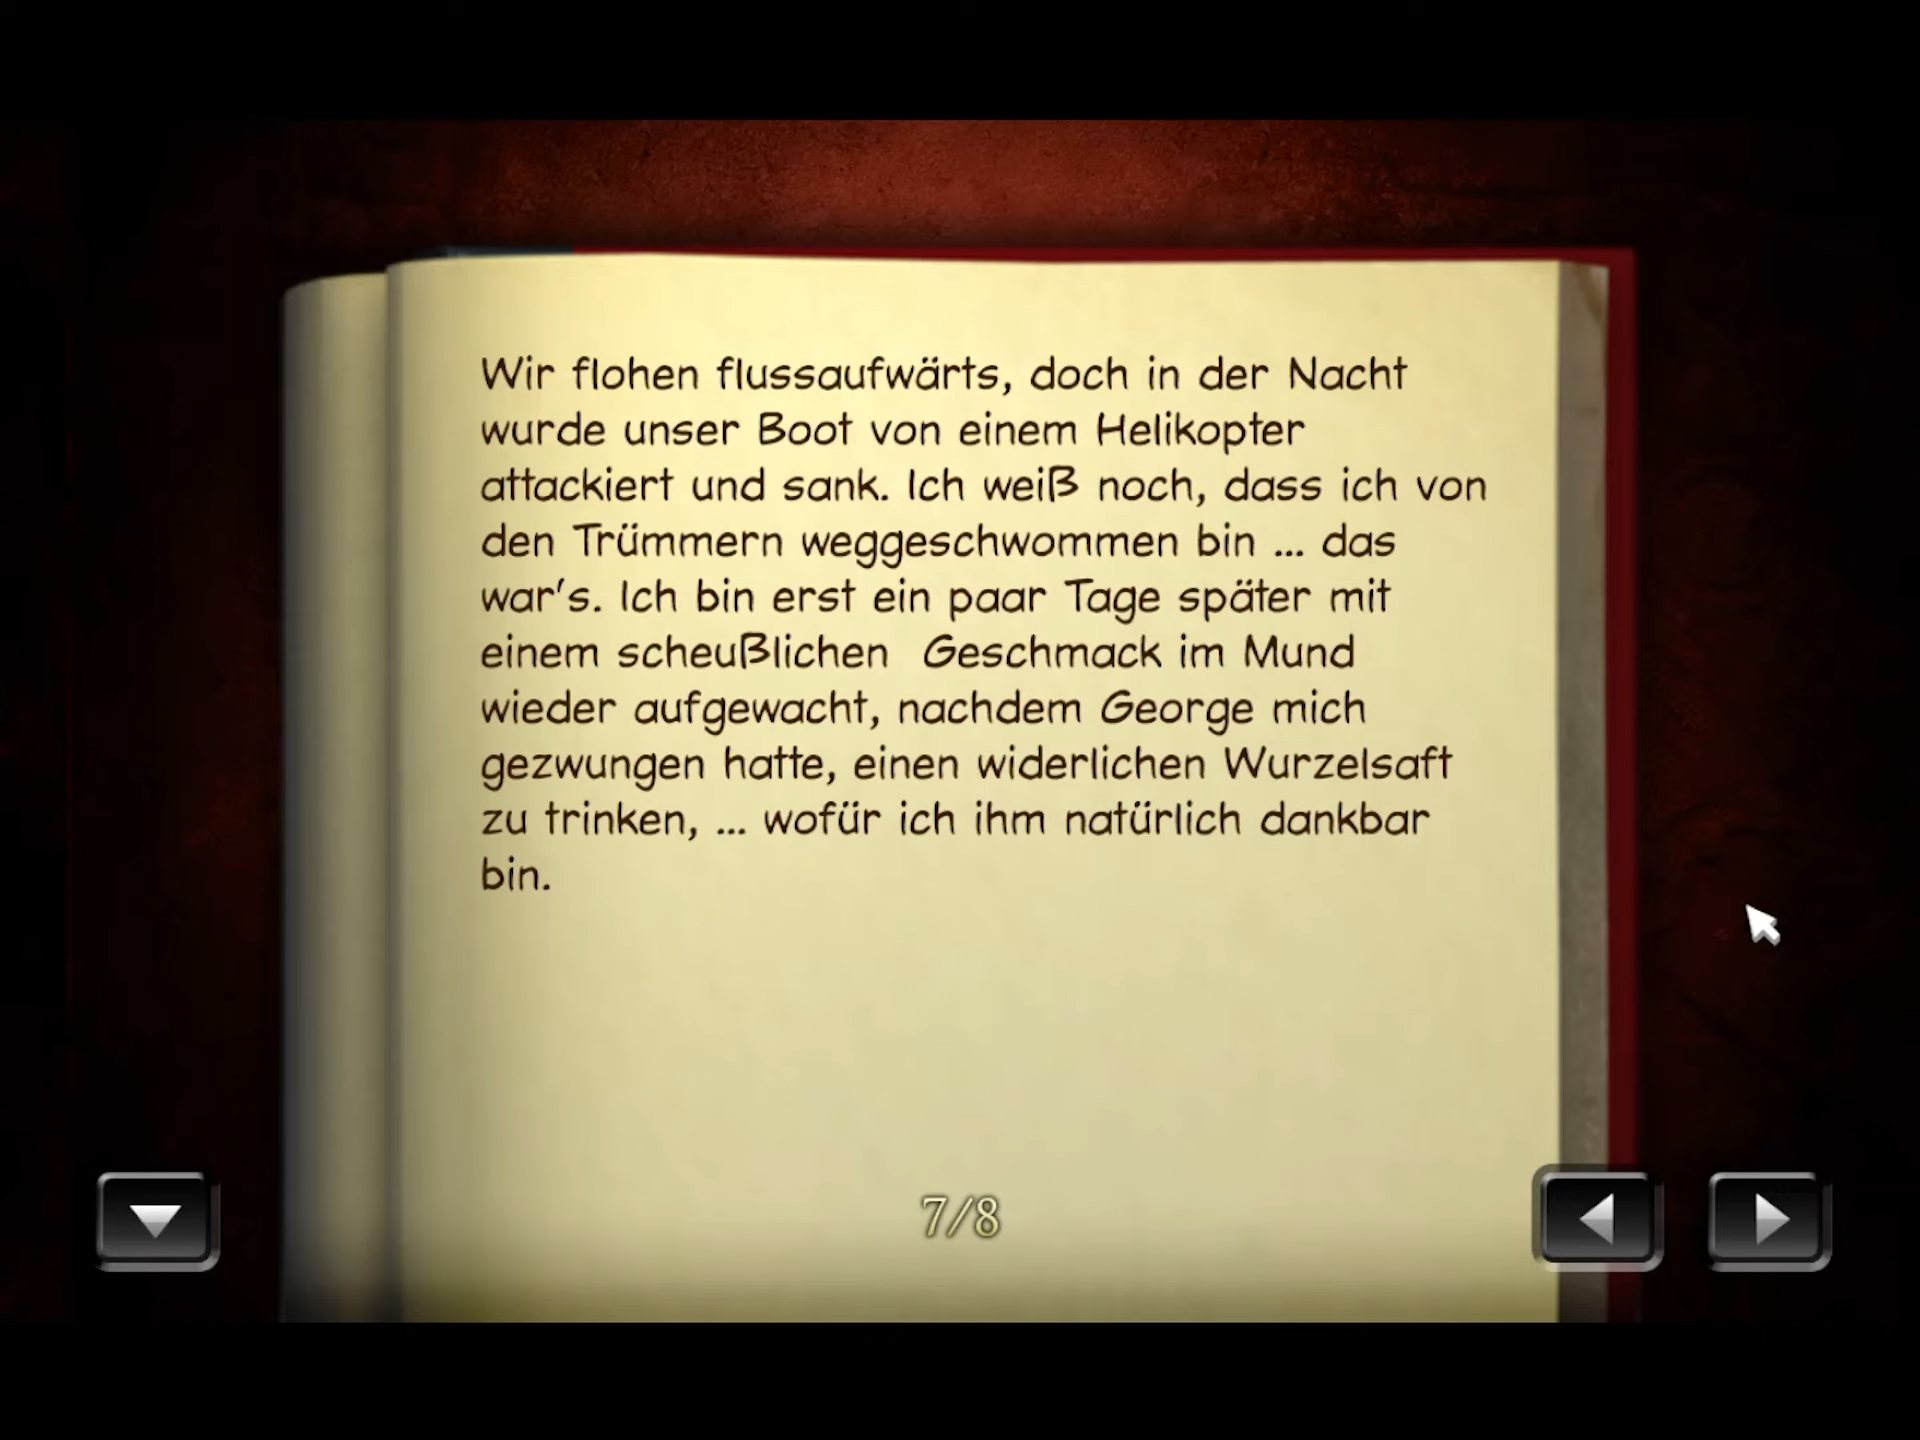 Wir flohen flussaufwärts, doch in der Nacht
wurde unser Boot von einem Helikopter
attackiert und sank. Ich weiß noch, dass ich von
den Trümmern weggeschwommen bin ... das
war's. Ich bin erst ein paar Tage später mit
einem scheußlichen  Geschmack im Mund
wieder aufgewacht, nachdem George mich
gezwungen hatte, einen widerlichen Wurzelsaft
zu trinken, ... wofür ich ihm natürlich dankbar
bin.
7/8